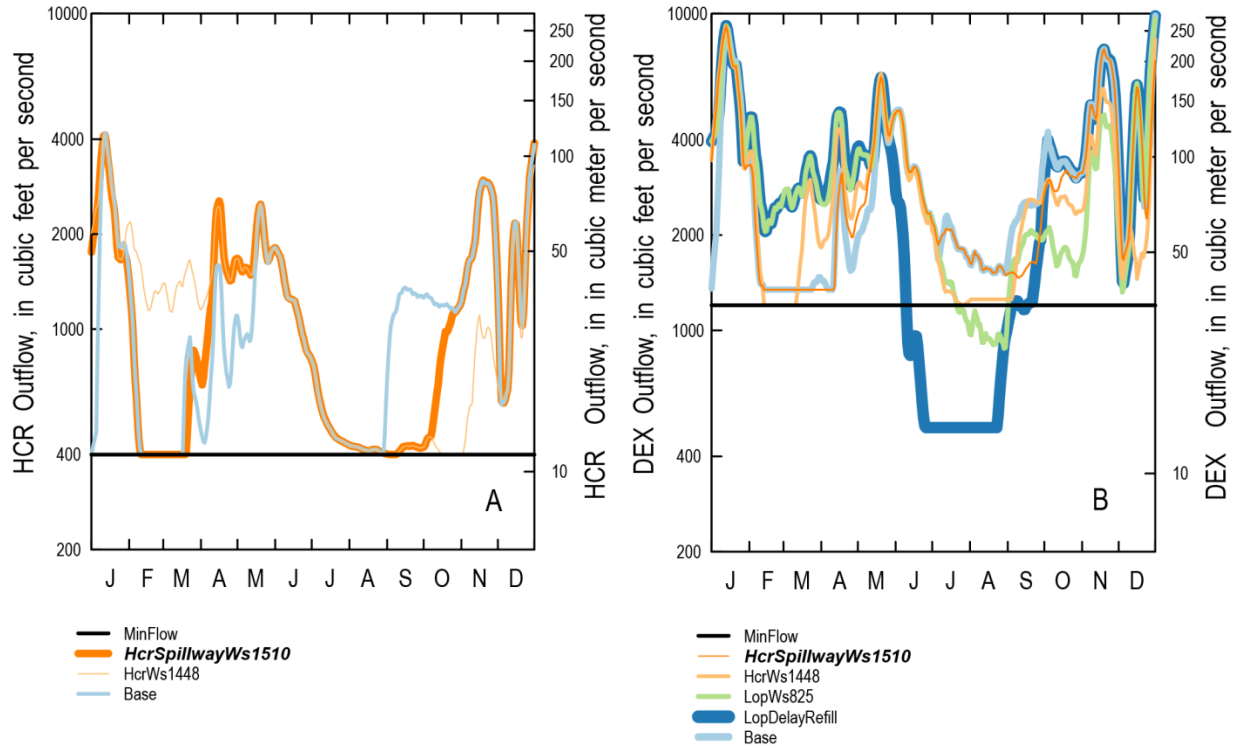 HCR Outflow, in cubic feet per second
10000
4000
2000
1000
400
200
250
200
150
100
50
10
HCR Outflow, in in cubic meter per second
A
J F M A M J J A S O N D
MinFlow
HcrSpillwayWs1510
HcrWs1448
Base
DEX Outflow, in cubic feet per second
10000
4000
2000
1000
400
200
250
200
150
100
50
10
DEX Outflow, in in cubic meter per second
B
J F M A M J J A S O N D
MinFlow
HcrSpillwayWs1510
HcrWs1448
LopWs825
LopDelayRefill
Base